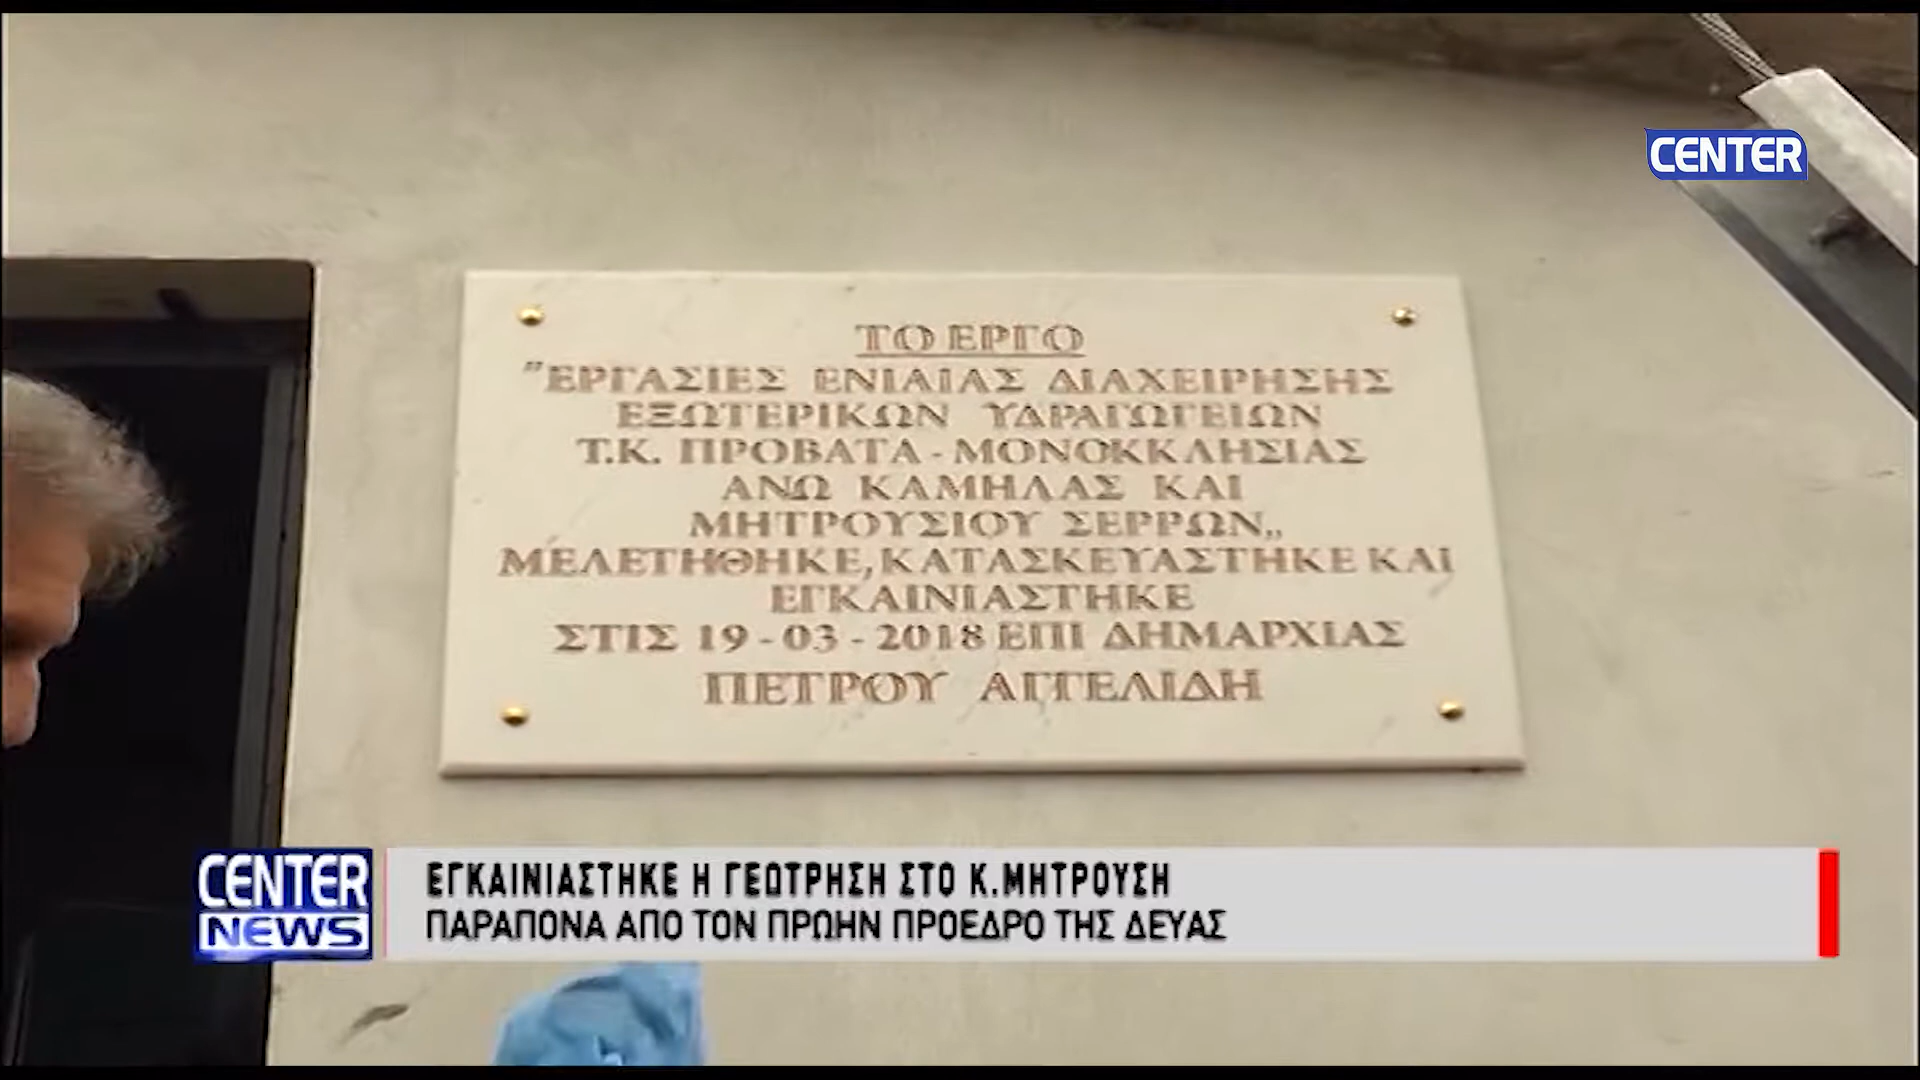 CENTER
ΤΟ ΕΡΓΟ
"ΕΡΓΑΣΙΕΣ ΕΝΙΑΙΑΣ ΔΙΑΧΕΙΡΗΣΗΣ
ΕΞΩΤΕΡΙΚΩΝ ΥΔΡΑΓΩΓΕΙΩΝ
Τ.Κ. ΠΡΟΒΑΤΑ - ΜΟΝΟΚΚΛΗΣΙΑΣ
ΑΝΩ ΚΑΜΗΛΑΣ ΚΑΙ
ΜΗΤΡΟΥΣΙΟΥ ΣΕΡΡΩΝ,,
ΜΕΛΕΤΗΘΗΚΕ, ΚΑΤΑΣΚΕΥΑΣΤΗΚΕ ΚΑΙ
ΕΓΚΑΙΝΙΑΣΤΗΚΕ
ΣΤΙΣ 19 - 03 - 2018 ΕΠΙ ΔΗΜΑΡΧΙΑΣ
ΠΕΤΡΟΥ ΑΓΓΕΛΙΔΗ
CENTER
NEWS
ΕΓΚΑΙΝΙΑΣΤΗΚΕ Η ΓΕΩΤΡΗΣΗ ΣΤΟ Κ.ΜΗΤΡΟΥΣΗ
ΠΑΡΑΠΟΝΑ ΑΠΟ ΤΟΝ ΠΡΩΗΝ ΠΡΟΕΔΡΟ ΤΗΣ ΔΕΥΑΣ